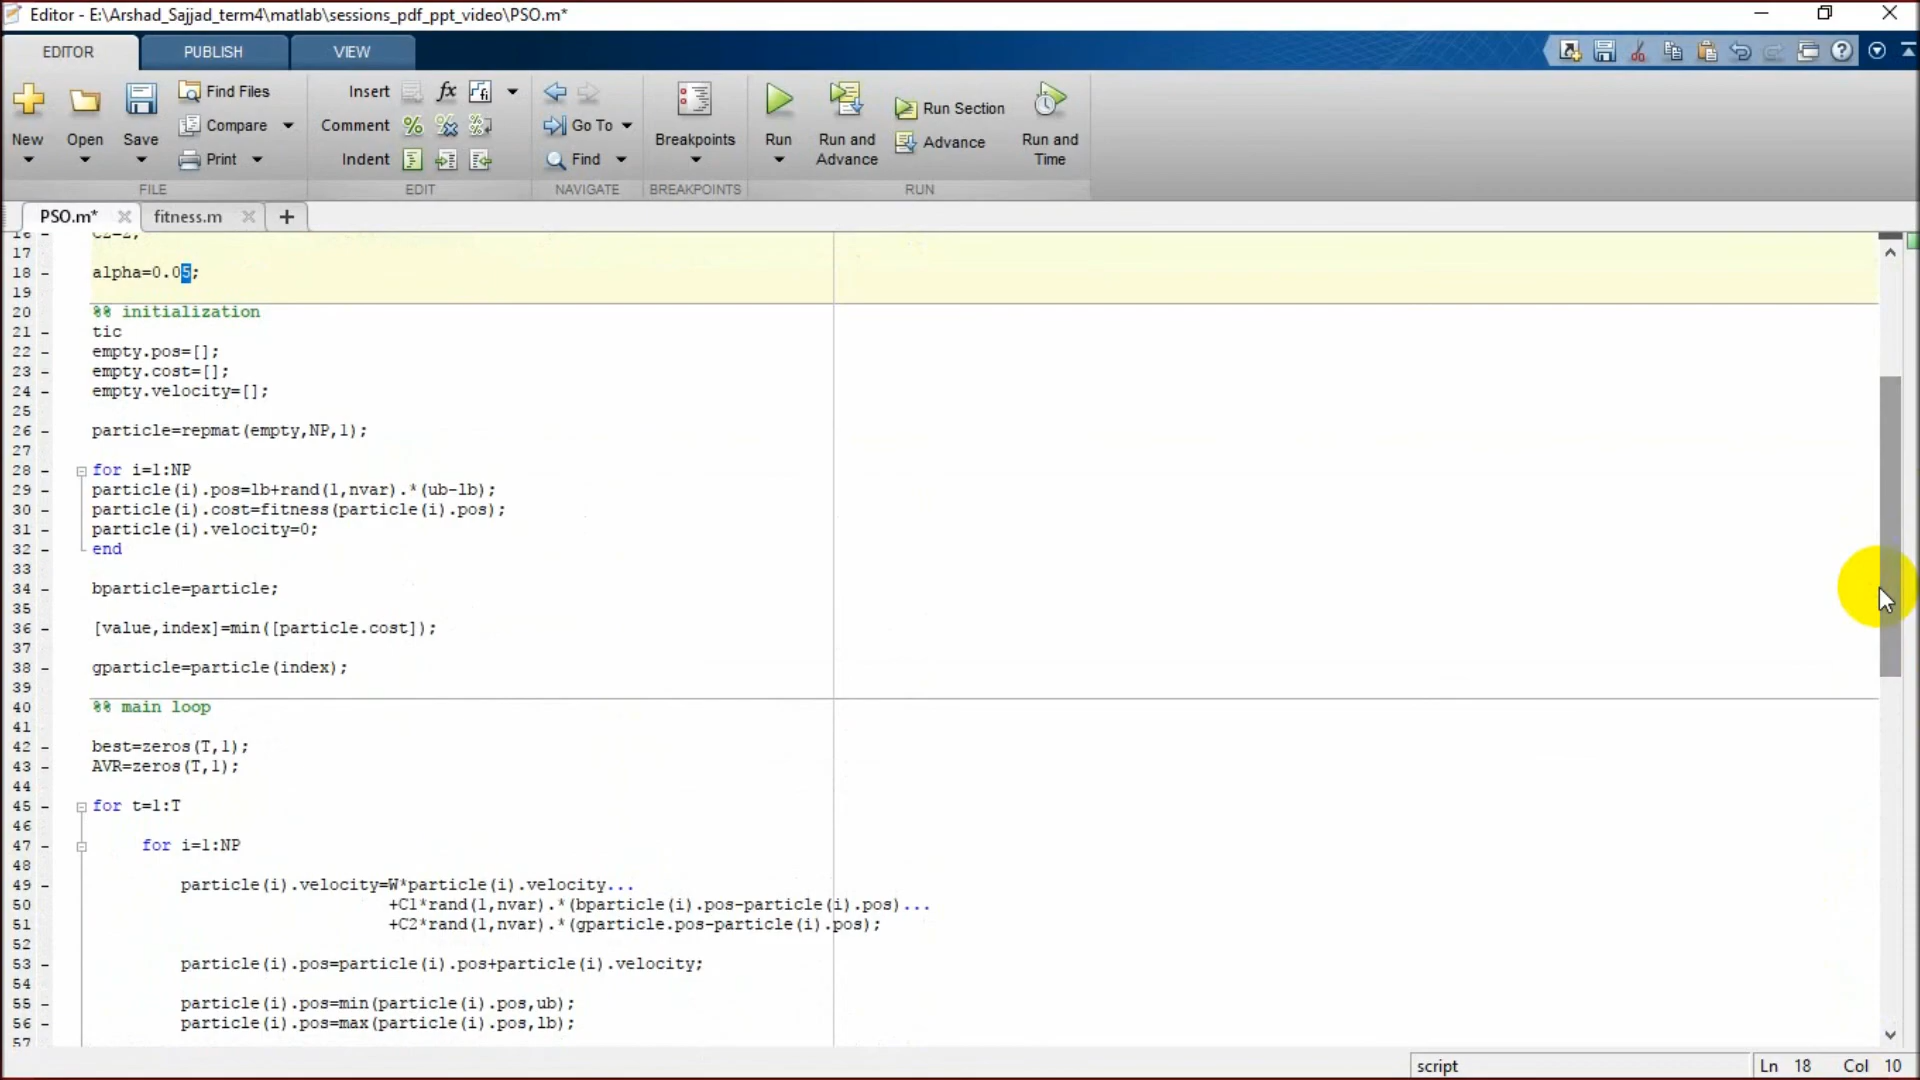 Editor - E:\Arshad_Sajjad_term4\matlab\sessions_pdf_ppt_video\PSO.m*
EDITOR PUBLISH VIEW
New Open Save Find Files Compare Print
FILE
Insert fx
Comment
Indent
EDIT
Go To
Find
NAVIGATE
Breakpoints
BREAKPOINTS
Run Run and Advance Run Section Advance Run and Time
RUN
PSO.m* fitness.m
16 C2=2;
17
18 alpha=0.05;
19
20 %% initialization
21 tic
22 empty.pos=[];
23 empty.cost=[];
24 empty.velocity=[];
25
26 particle=repmat(empty,NP,1);
27
28 for i=1:NP
29 particle(i).pos=lb+rand(1,nvar).*(ub-lb);
30 particle(i).cost=fitness(particle(i).pos);
31 particle(i).velocity=0;
32 end
33
34 bparticle=particle;
35
36 [value,index]=min([particle.cost]);
37
38 gparticle=particle(index);
39
40 %% main loop
41
42 best=zeros(T,1);
43 AVR=zeros(T,1);
44
45 for t=1:T
46
47 for i=1:NP
48
49 particle(i).velocity=W*particle(i).velocity...
50 +C1*rand(1,nvar).*(bparticle(i).pos-particle(i).pos)...
51 +C2*rand(1,nvar).*(gparticle.pos-particle(i).pos);
52
53 particle(i).pos=particle(i).pos+particle(i).velocity;
54
55 particle(i).pos=min(particle(i).pos,ub);
56 particle(i).pos=max(particle(i).pos,lb);
57
script Ln 18 Col 10